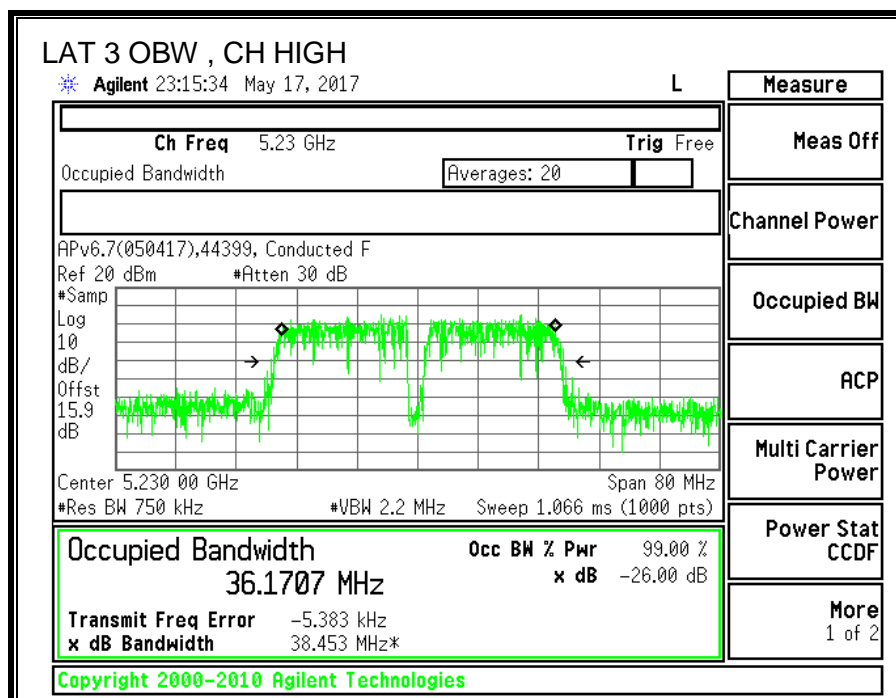 LAT 3 OBW , CH HIGH
Agilent 23:15:34 May 17, 2017 L
Measure
Ch Freq 5.23 GHz Trig Free
Meas Off
Occupied Bandwidth Averages: 20
Channel Power
APv6.7(050417),44399, Conducted F
Ref 20 dBm #Atten 30 dB
#Samp
Log
10
dB/
Offst
15.9
dB
Occupied BW
ACP
Center 5.230 00 GHz Span 80 MHz
#Res BW 750 kHz #VBW 2.2 MHz Sweep 1.066 ms (1000 pts)
Multi Carrier
Power
Occupied Bandwidth Occ BW % Pwr 99.00 %
36.1707 MHz x dB -26.00 dB
Power Stat
CCDF
Transmit Freq Error -5.383 kHz
x dB Bandwidth 38.453 MHz*
More
1 of 2
Copyright 2000-2010 Agilent Technologies